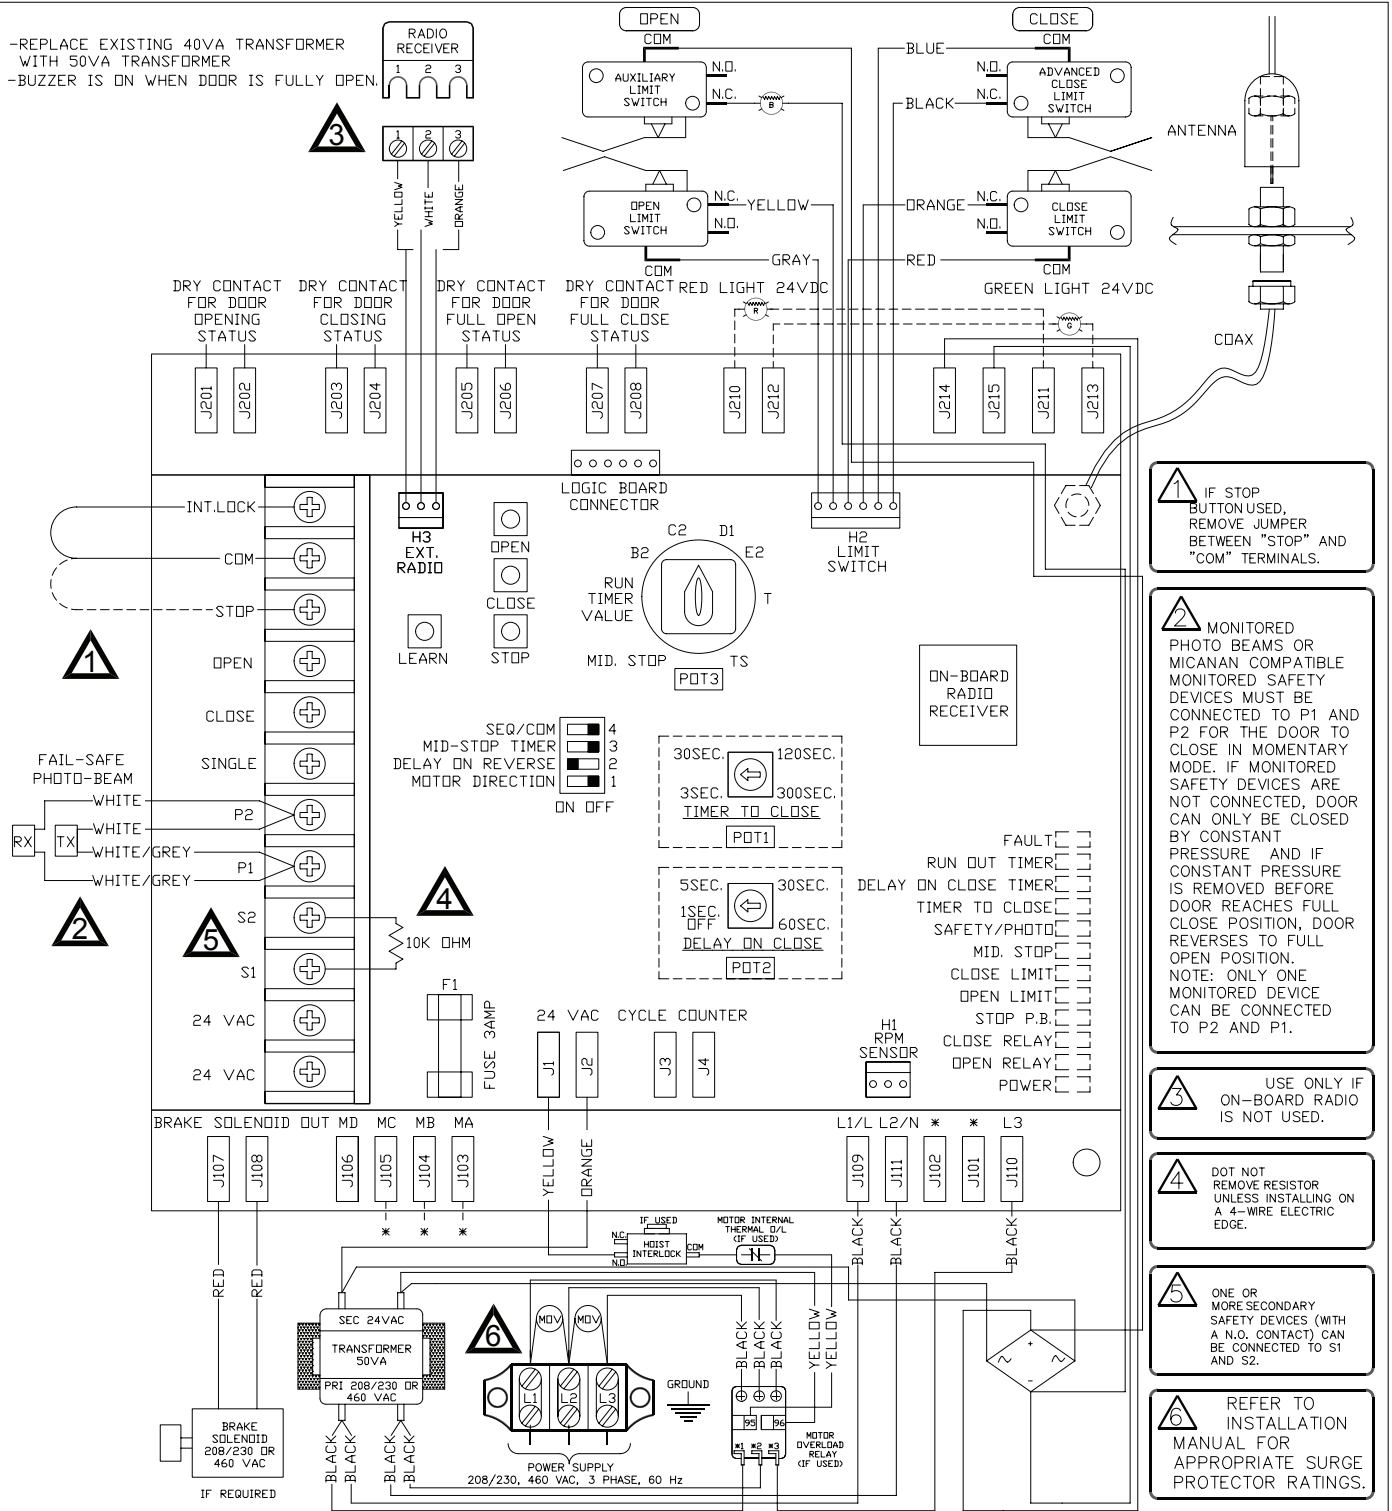 -REPLACE EXISTING 40VA TRANSFORMER
WITH 50VA TRANSFORMER
-BUZZER IS ON WHEN DOOR IS FULLY OPEN.
RADIO
RECEIVER
1 2 3
3
1 2 3
YELLOW
WHITE
ORANGE
OPEN
COM
AUXILIARY
LIMIT
SWITCH
N.O.
N.C.
B
OPEN
LIMIT
SWITCH
N.C.
YELLOW
N.O.
COM
GRAY
CLOSE
COM
BLUE
N.O.
N.C.
BLACK
ADVANCED
CLOSE
LIMIT
SWITCH
ORANGE
N.C.
N.O.
CLOSE
LIMIT
SWITCH
RED
COM
ANTENNA
COAX
DRY CONTACT
FOR DOOR
OPENING
STATUS
DRY CONTACT
FOR DOOR
CLOSING
STATUS
DRY CONTACT
FOR DOOR
FULL OPEN
STATUS
DRY CONTACT
FOR DOOR
FULL CLOSE
STATUS
RED LIGHT 24VDC
R
GREEN LIGHT 24VDC
G
J201
J202
J203
J204
J205
J206
J207
J208
J210
J212
J214
J215
J211
J213
LOGIC BOARD
CONNECTOR
INT.LOCK
COM
STOP
1
OPEN
CLOSE
SINGLE
FAIL-SAFE
PHOTO-BEAM
WHITE
P2
WHITE
RX
TX
WHITE/GREY
P1
WHITE/GREY
2
5
S2
S1
10K OHM
4
24 VAC
24 VAC
H3
EXT.
RADIO
OPEN
CLOSE
LEARN
STOP
H2
LIMIT
SWITCH
C2 D1
B2 E2
RUN
TIMER
VALUE
T
MID. STOP
TS
POT3
ON-BOARD
RADIO
RECEIVER
SEQ/COM 4
MID-STOP TIMER 3
DELAY ON REVERSE 2
MOTOR DIRECTION 1
ON OFF
30SEC. 120SEC.
3SEC. 300SEC.
TIMER TO CLOSE
POT1
5SEC. 30SEC.
1SEC.
OFF 60SEC.
DELAY ON CLOSE
POT2
FAULT
RUN OUT TIMER
DELAY ON CLOSE TIMER
TIMER TO CLOSE
SAFETY/PHOTO
MID. STOP
CLOSE LIMIT
OPEN LIMIT
STOP P.B.
CLOSE RELAY
OPEN RELAY
POWER
F1
FUSE 3AMP
24 VAC CYCLE COUNTER
J1
J2
J3
J4
H1
RPM
SENSOR
BRAKE SOLENOID OUT MD MC MB MA
J107
J108
J106
J105
J104
J103
* * *
L1/L L2/N * * L3
J109
J111
J102
J101
J110
YELLOW
ORANGE
BLACK
BLACK
BLACK
RED
RED
IF USED
N.C.
N.O.
HOIST
INTERLOCK
COM
MOTOR INTERNAL
THERMAL O/L
(IF USED)
SEC 24VAC
TRANSFORMER
50VA
PRI 208/230 OR
460 VAC
BLACK
BLACK
BLACK
BLACK
BRAKE
SOLENOID
208/230 OR
460 VAC
IF REQUIRED
6
MOV
MOV
L1 L2 L3
POWER SUPPLY
208/230, 460 VAC, 3 PHASE, 60 Hz
GROUND
BLACK
BLACK
BLACK
YELLOW
YELLOW
95
96
*1 *2 *3
MOTOR
OVERLOAD
RELAY
(IF USED)
+
~ ~
-
1 IF STOP
BUTTON USED,
REMOVE JUMPER
BETWEEN "STOP" AND
"COM" TERMINALS.
2 MONITORED
PHOTO BEAMS OR
MICANAN COMPATIBLE
MONITORED SAFETY
DEVICES MUST BE
CONNECTED TO P1 AND
P2 FOR THE DOOR TO
CLOSE IN MOMENTARY
MODE. IF MONITORED
SAFETY DEVICES ARE
NOT CONNECTED, DOOR
CAN ONLY BE CLOSED
BY CONSTANT
PRESSURE AND IF
CONSTANT PRESSURE
IS REMOVED BEFORE
DOOR REACHES FULL
CLOSE POSITION, DOOR
REVERSES TO FULL
OPEN POSITION.
NOTE: ONLY ONE
MONITORED DEVICE
CAN BE CONNECTED
TO P2 AND P1.
3 USE ONLY IF
ON-BOARD RADIO
IS NOT USED.
4 DOT NOT
REMOVE RESISTOR
UNLESS INSTALLING ON
A 4-WIRE ELECTRIC
EDGE.
5 ONE OR
MORE SECONDARY
SAFETY DEVICES (WITH
A N.O. CONTACT) CAN
BE CONNECTED TO S1
AND S2.
6 REFER TO
INSTALLATION
MANUAL FOR
APPROPRIATE SURGE
PROTECTOR RATINGS.